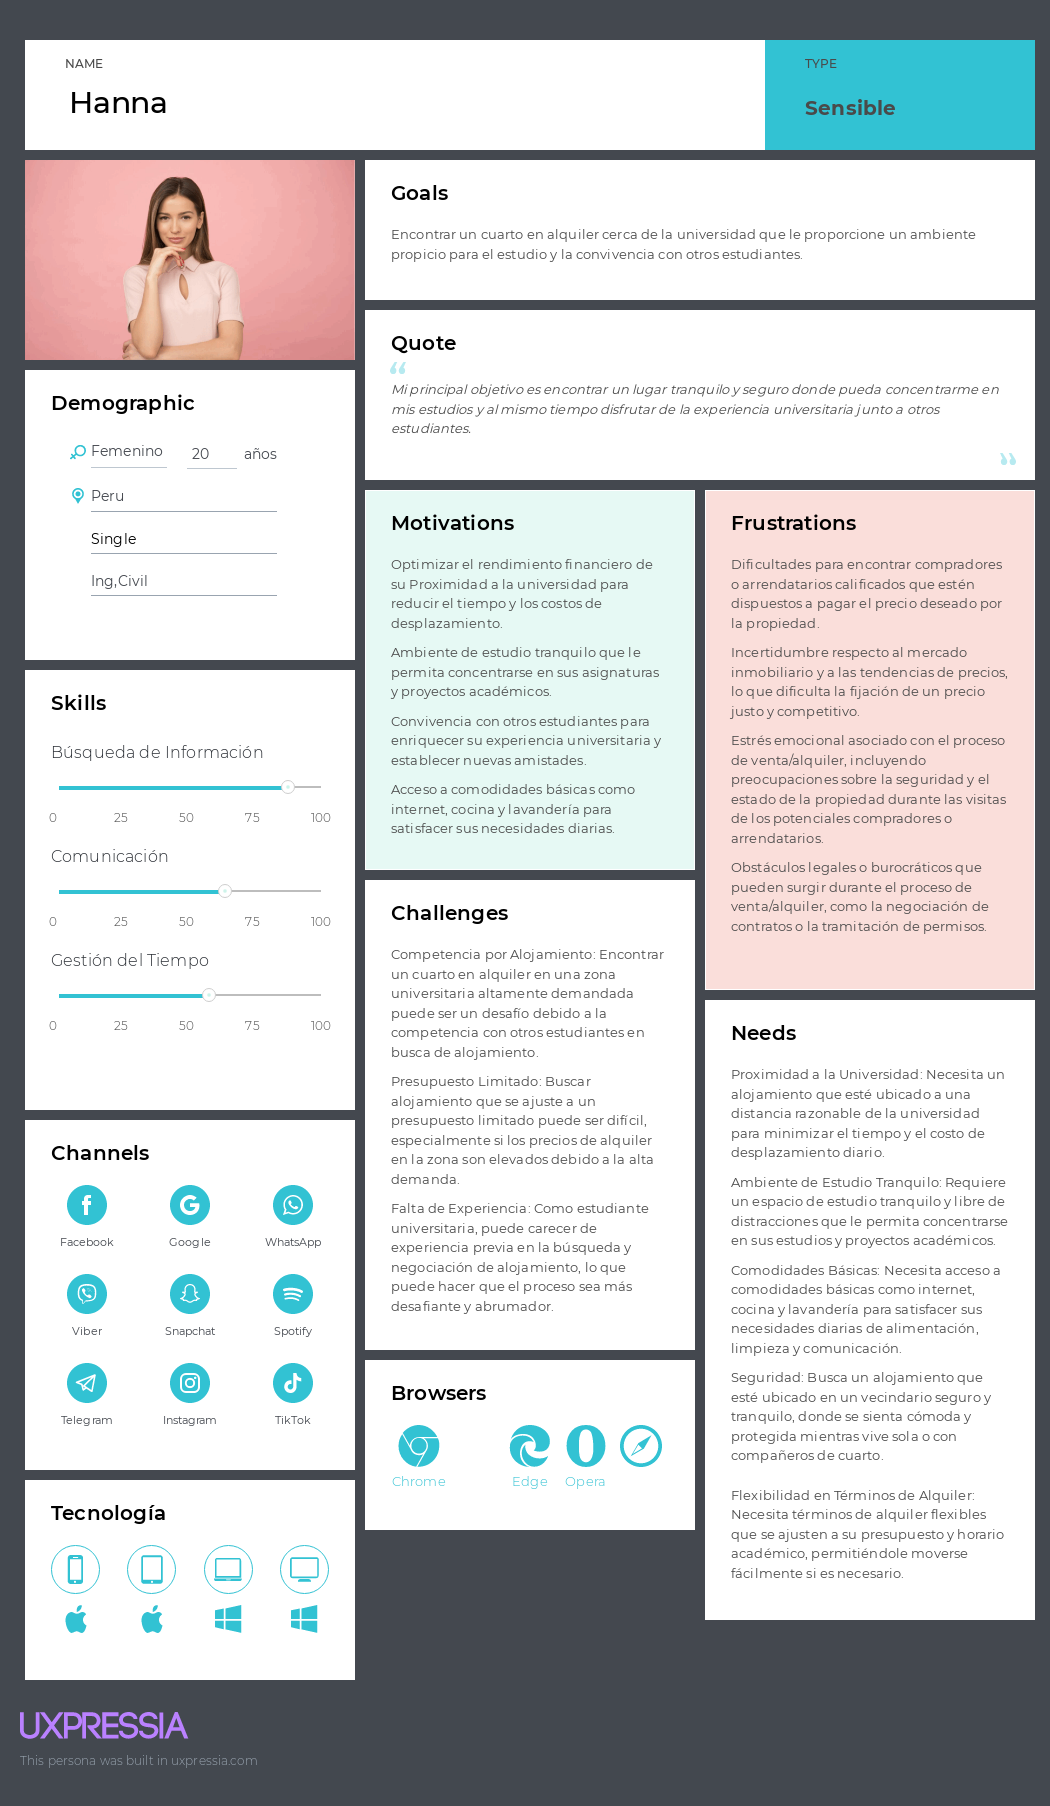 NAME
Hanna
TYPE
Sensible
Goals
Encontrar un cuarto en alquiler cerca de la universidad que le proporcione un ambiente
propicio para el estudio y la convivencia con otros estudiantes.
Quote
“
Mi principal objetivo es encontrar un lugar tranquilo y seguro donde pueda concentrarme en
mis estudios y al mismo tiempo disfrutar de la experiencia universitaria junto a otros
estudiantes.
”
Demographic
Femenino 20 años
Peru
Single
Ing,Civil
Skills
Búsqueda de Información
0 25 50 75 100
Comunicación
0 25 50 75 100
Gestión del Tiempo
0 25 50 75 100
Channels
Facebook Google WhatsApp
Viber Snapchat Spotify
Telegram Instagram TikTok
Tecnología
Motivations
Optimizar el rendimiento financiero de
su Proximidad a la universidad para
reducir el tiempo y los costos de
desplazamiento.
Ambiente de estudio tranquilo que le
permita concentrarse en sus asignaturas
y proyectos académicos.
Convivencia con otros estudiantes para
enriquecer su experiencia universitaria y
establecer nuevas amistades.
Acceso a comodidades básicas como
internet, cocina y lavandería para
satisfacer sus necesidades diarias.
Challenges
Competencia por Alojamiento: Encontrar
un cuarto en alquiler en una zona
universitaria altamente demandada
puede ser un desafío debido a la
competencia con otros estudiantes en
busca de alojamiento.
Presupuesto Limitado: Buscar
alojamiento que se ajuste a un
presupuesto limitado puede ser difícil,
especialmente si los precios de alquiler
en la zona son elevados debido a la alta
demanda.
Falta de Experiencia: Como estudiante
universitaria, puede carecer de
experiencia previa en la búsqueda y
negociación de alojamiento, lo que
puede hacer que el proceso sea más
desafiante y abrumador.
Browsers
Chrome Edge Opera
Frustrations
Dificultades para encontrar compradores
o arrendatarios calificados que estén
dispuestos a pagar el precio deseado por
la propiedad.
Incertidumbre respecto al mercado
inmobiliario y a las tendencias de precios,
lo que dificulta la fijación de un precio
justo y competitivo.
Estrés emocional asociado con el proceso
de venta/alquiler, incluyendo
preocupaciones sobre la seguridad y el
estado de la propiedad durante las visitas
de los potenciales compradores o
arrendatarios.
Obstáculos legales o burocráticos que
pueden surgir durante el proceso de
venta/alquiler, como la negociación de
contratos o la tramitación de permisos.
Needs
Proximidad a la Universidad: Necesita un
alojamiento que esté ubicado a una
distancia razonable de la universidad
para minimizar el tiempo y el costo de
desplazamiento diario.
Ambiente de Estudio Tranquilo: Requiere
un espacio de estudio tranquilo y libre de
distracciones que le permita concentrarse
en sus estudios y proyectos académicos.
Comodidades Básicas: Necesita acceso a
comodidades básicas como internet,
cocina y lavandería para satisfacer sus
necesidades diarias de alimentación,
limpieza y comunicación.
Seguridad: Busca un alojamiento que
esté ubicado en un vecindario seguro y
tranquilo, donde se sienta cómoda y
protegida mientras vive sola o con
compañeros de cuarto.
Flexibilidad en Términos de Alquiler:
Necesita términos de alquiler flexibles
que se ajusten a su presupuesto y horario
académico, permitiéndole moverse
fácilmente si es necesario.
UXPRESSIA
This persona was built in uxpressia.com